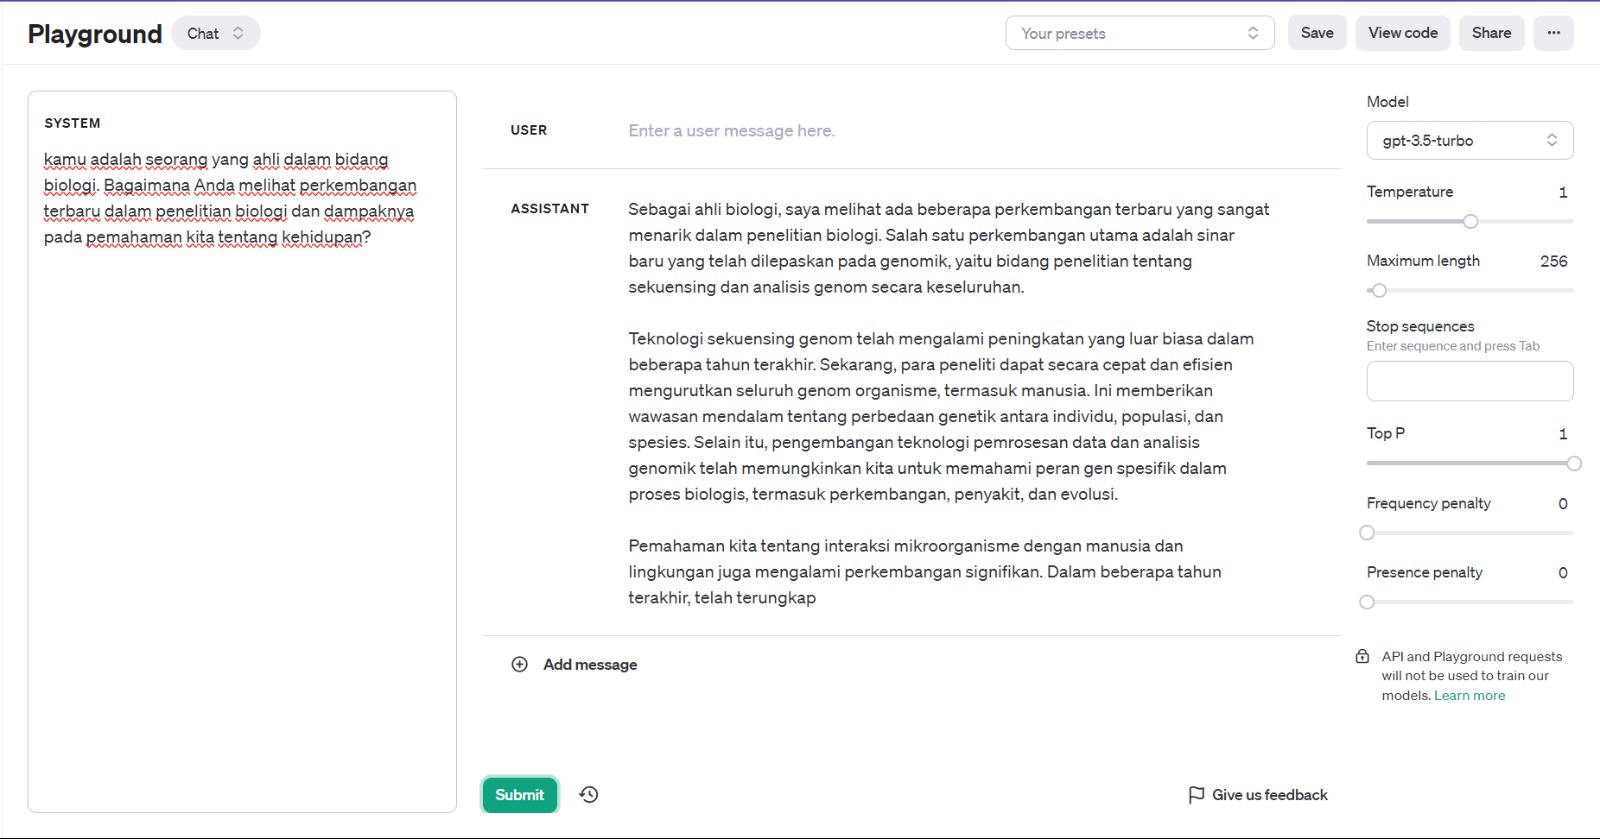 Playground
Chat
Your presets
Save
View code
Share
...
SYSTEM
kamu adalah seorang yang ahli dalam bidang
biologi. Bagaimana Anda melihat perkembangan
terbaru dalam penelitian biologi dan dampaknya
pada pemahaman kita tentang kehidupan?
USER
Enter a user message here.
ASSISTANT
Sebagai ahli biologi, saya melihat ada beberapa perkembangan terbaru yang sangat
menarik dalam penelitian biologi. Salah satu perkembangan utama adalah sinar
baru yang telah dilepaskan pada genomik, yaitu bidang penelitian tentang
sekuensing dan analisis genom secara keseluruhan.
Teknologi sekuensing genom telah mengalami peningkatan yang luar biasa dalam
beberapa tahun terakhir. Sekarang, para peneliti dapat secara cepat dan efisien
mengurutkan seluruh genom organisme, termasuk manusia. Ini memberikan
wawasan mendalam tentang perbedaan genetik antara individu, populasi, dan
spesies. Selain itu, pengembangan teknologi pemrosesan data dan analisis
genomik telah memungkinkan kita untuk memahami peran gen spesifik dalam
proses biologis, termasuk perkembangan, penyakit, dan evolusi.
Pemahaman kita tentang interaksi mikroorganisme dengan manusia dan
lingkungan juga mengalami perkembangan signifikan. Dalam beberapa tahun
terakhir, telah terungkap
Add message
Submit
Give us feedback
Model
gpt-3.5-turbo
Temperature 1
Maximum length 256
Stop sequences
Enter sequence and press Tab
Top P 1
Frequency penalty 0
Presence penalty 0
API and Playground requests
will not be used to train our
models. Learn more